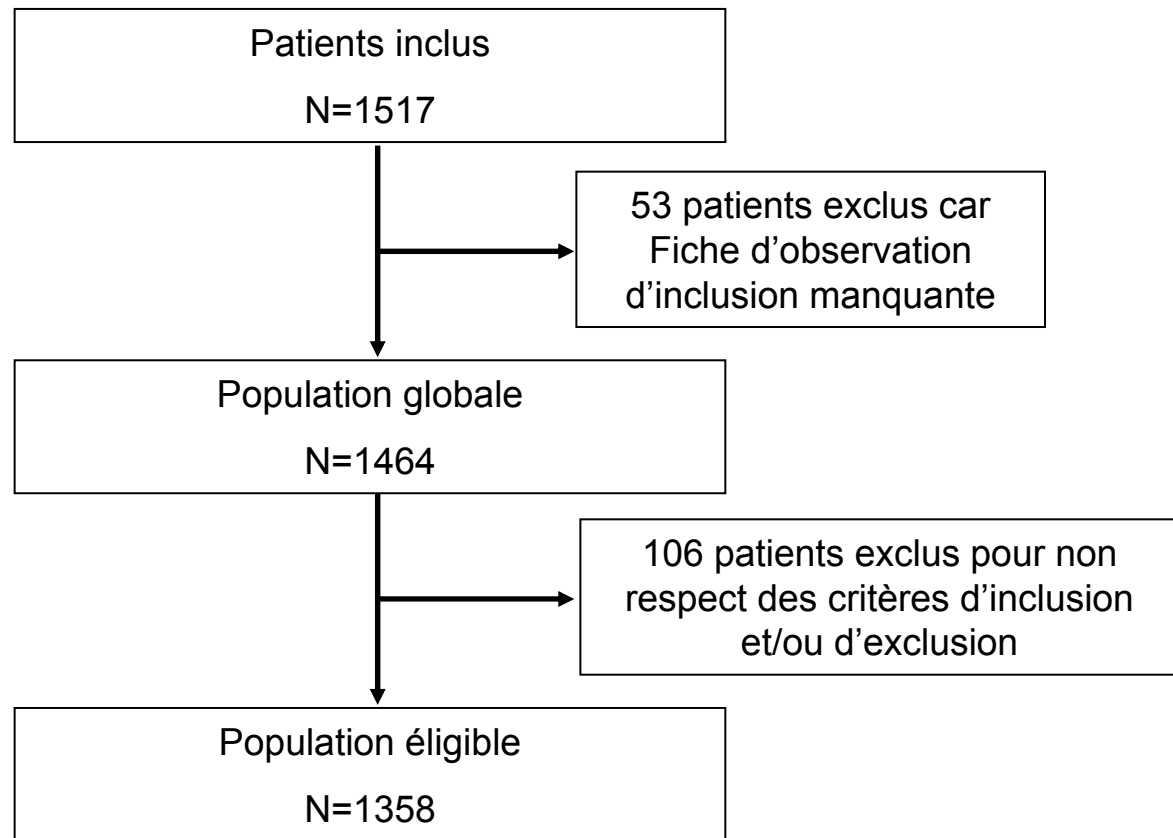 Patients inclus
N=1517
53 patients exclus car
Fiche d’observation
d’inclusion manquante
Population globale
N=1464
106 patients exclus pour non
respect des critères d’inclusion
et/ou d’exclusion
Population éligible
N=1358